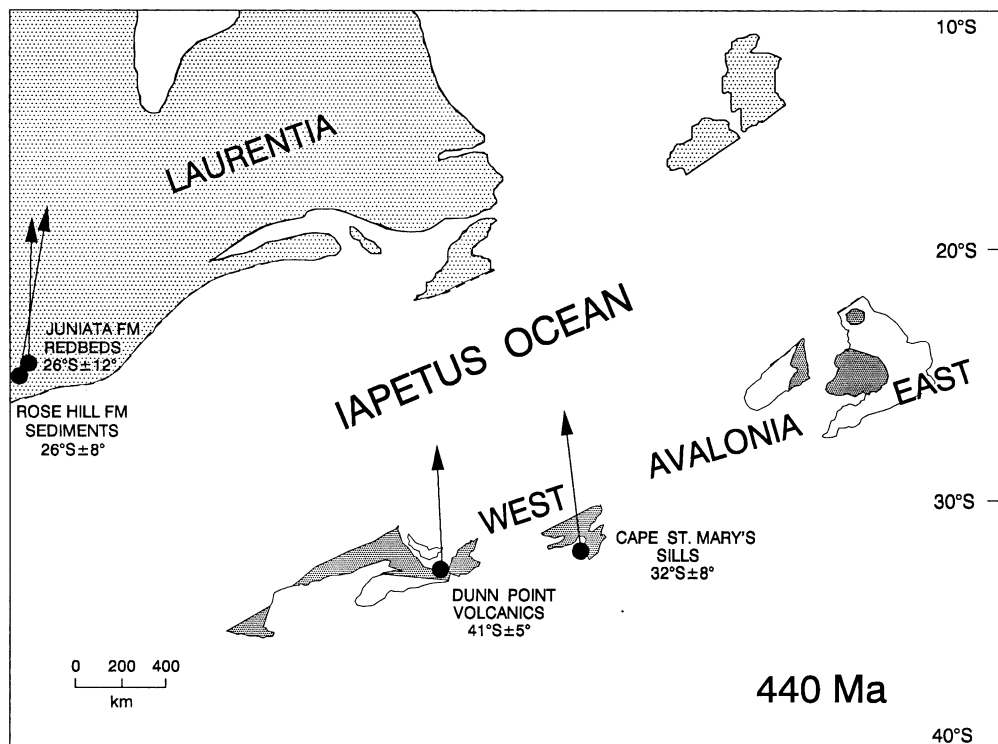 10°S
LAURENTIA
20°S
JUNIATA FM
REDBEDS
26°S±12°
IAPETUS OCEAN
ROSE HILL FM
SEDIMENTS
26°S±8°
EAST
AVALONIA
WEST
30°S
CAPE ST. MARY'S
SILLS
32°S±8°
DUNN POINT
VOLCANICS
41°S±5°
0 200 400
km
440 Ma
40°S